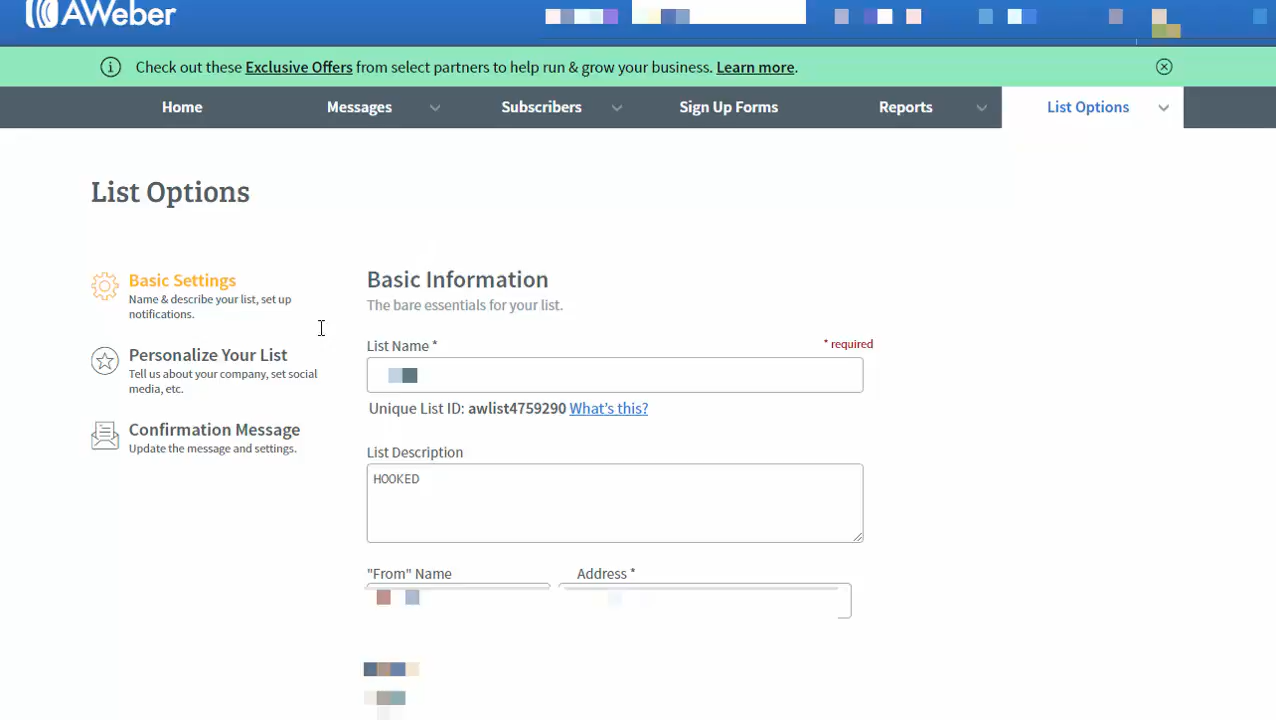 AWeber
Check out these Exclusive Offers from select partners to help run & grow your business. Learn more.
Home Messages Subscribers Sign Up Forms Reports List Options
List Options
Basic Settings
Name & describe your list, set up
notifications.
Personalize Your List
Tell us about your company, set social
media, etc.
Confirmation Message
Update the message and settings.
Basic Information
The bare essentials for your list.
List Name *
* required
Unique List ID: awlist4759290 What's this?
List Description
HOOKED
"From" Name Address *